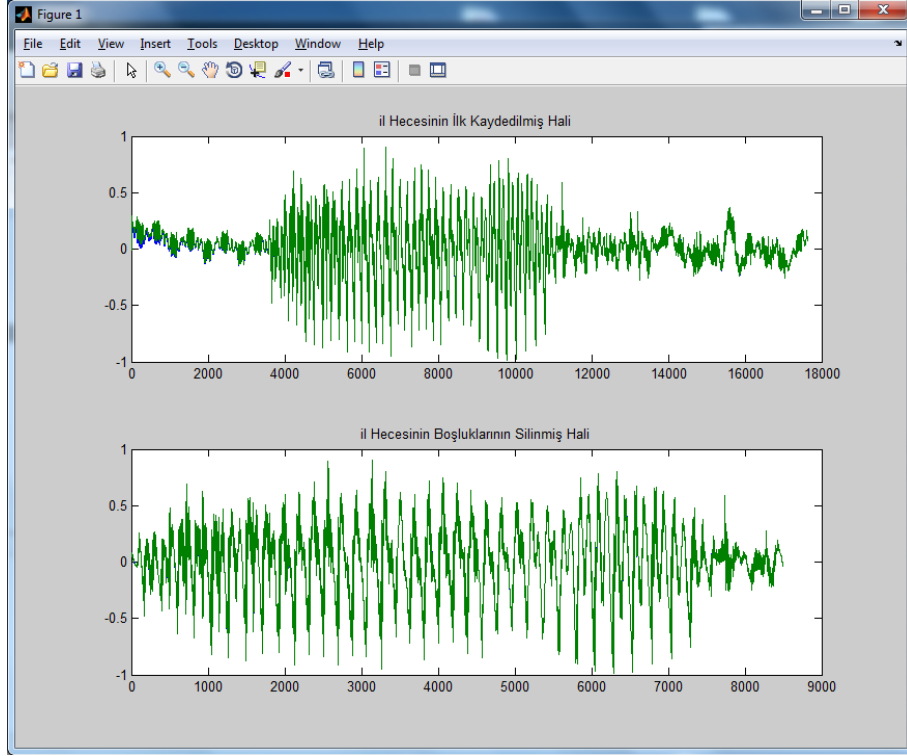 Figure 1
File Edit View Insert Tools Desktop Window Help
il Hecesinin İlk Kaydedilmiş Hali
1
0.5
0
-0.5
-1
0 2000 4000 6000 8000 10000 12000 14000 16000 18000
il Hecesinin Boşluklarının Silinmiş Hali
1
0.5
0
-0.5
-1
0 1000 2000 3000 4000 5000 6000 7000 8000 9000